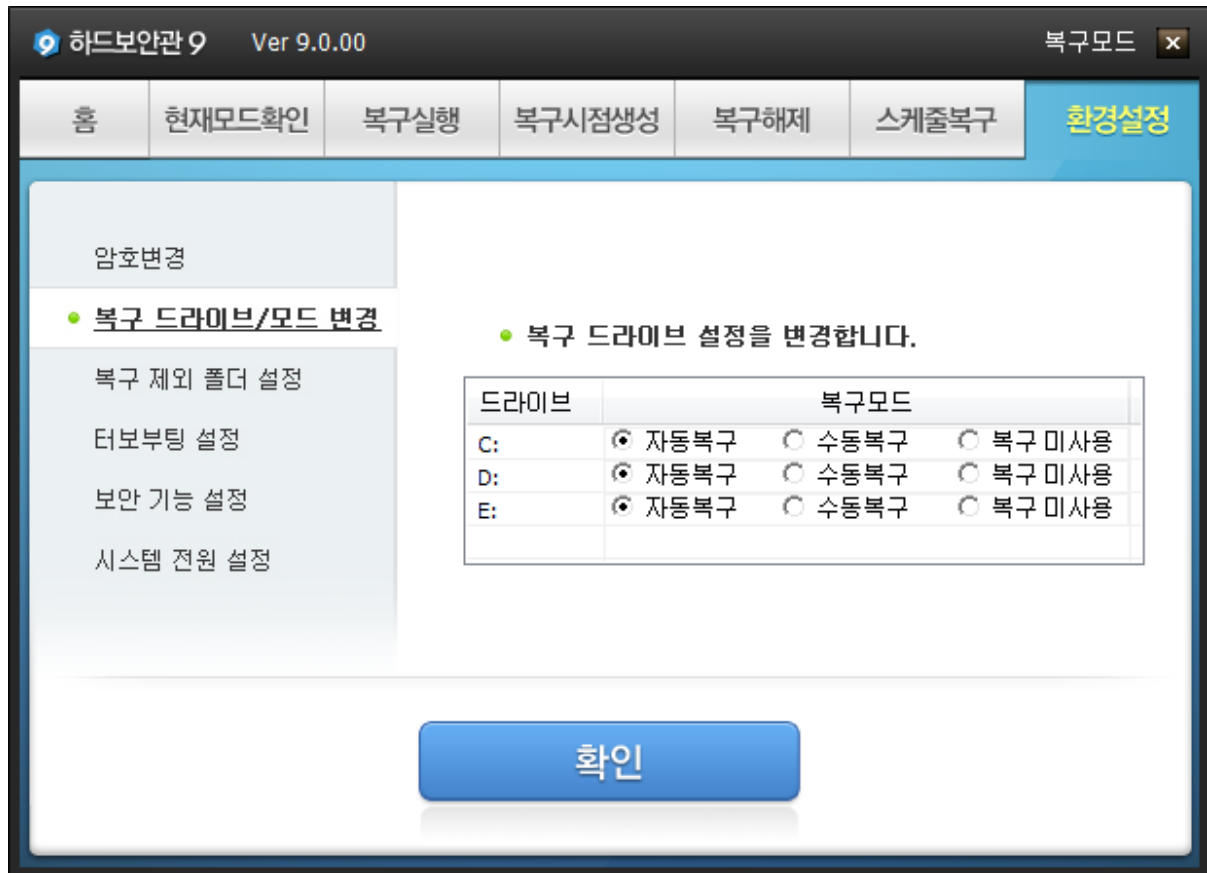 9 하드보안관 9 Ver 9.0.00 복구모드
홈 현재모드확인 복구실행 복구시점생성 복구해제 스케줄복구 환경설정
암호변경
복구 드라이브/모드 변경
복구 제외 폴더 설정
터보부팅 설정
보안 기능 설정
시스템 전원 설정
복구 드라이브 설정을 변경합니다.
드라이브 복구모드
C: 자동복구 수동복구 복구 미사용
D: 자동복구 수동복구 복구 미사용
E: 자동복구 수동복구 복구 미사용
확인